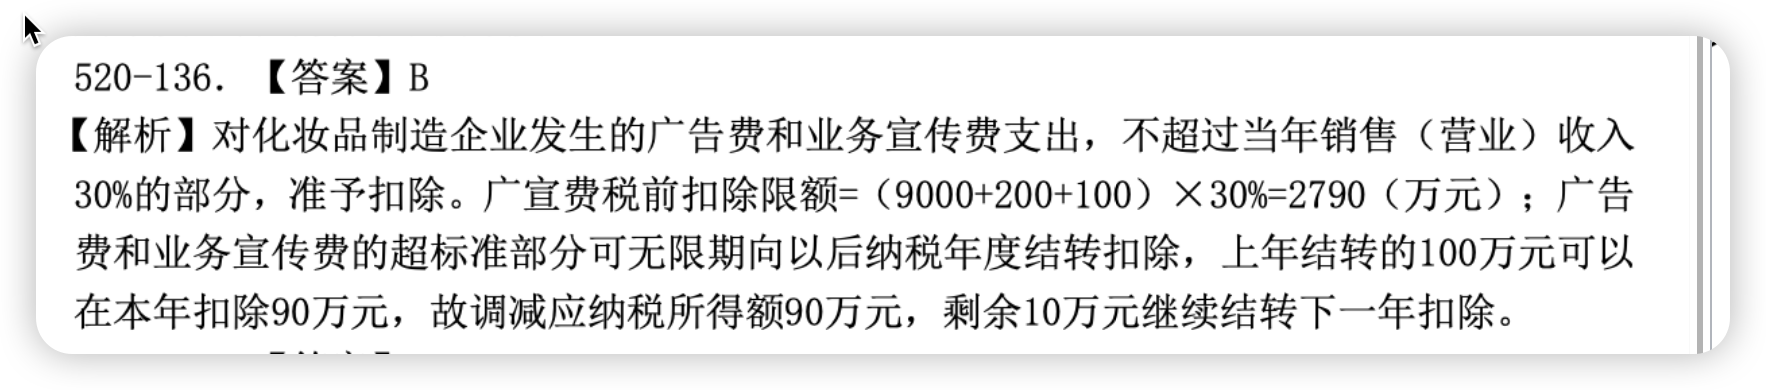 520-136. 【答案】B
【解析】对化妆品制造企业发生的广告费和业务宣传费支出，不超过当年销售（营业）收入
30%的部分，准予扣除。广宣费税前扣除限额=（9000+200+100）×30%=2790（万元）；广告
费和业务宣传费的超标准部分可无限期向以后纳税年度结转扣除，上年结转的100万元可以
在本年扣除90万元，故调减应纳税所得额90万元，剩余10万元继续结转下一年扣除。